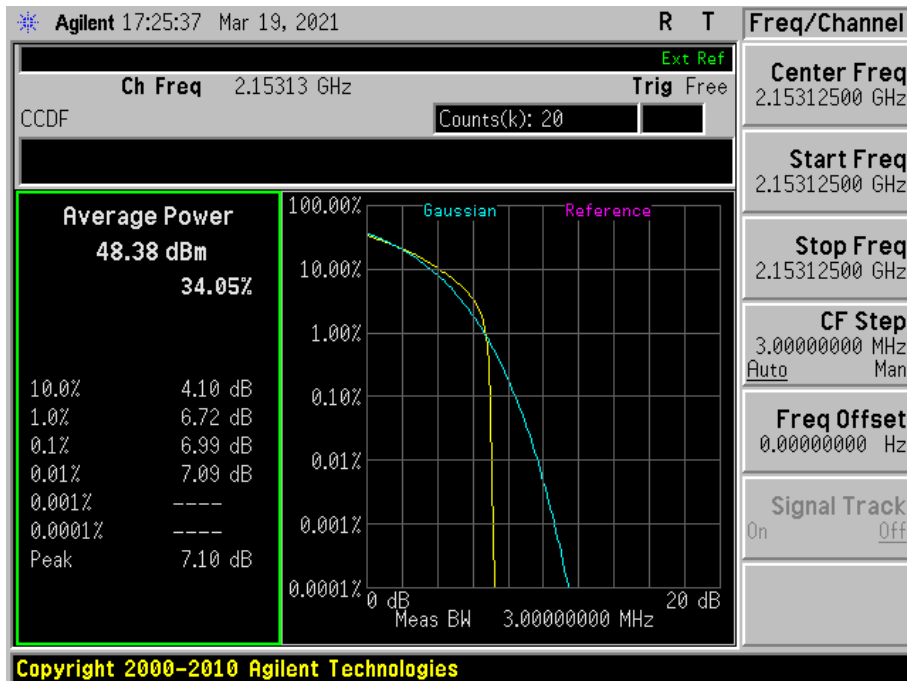 Agilent 17:25:37 Mar 19, 2021 R T
Ext Ref
Ch Freq 2.15313 GHz Trig Free
CCDF Counts(k): 20
Average Power
48.38 dBm
34.05%
10.0% 4.10 dB
1.0% 6.72 dB
0.1% 6.99 dB
0.01% 7.09 dB
0.001% ----
0.0001% ----
Peak 7.10 dB
Gaussian Reference
100.00%
10.00%
1.00%
0.10%
0.01%
0.001%
0.0001%
0 dB 20 dB
Meas BW 3.00000000 MHz
Freq/Channel
Center Freq
2.15312500 GHz
Start Freq
2.15312500 GHz
Stop Freq
2.15312500 GHz
CF Step
3.00000000 MHz
Auto Man
Freq Offset
0.00000000 Hz
Signal Track
On Off
Copyright 2000-2010 Agilent Technologies